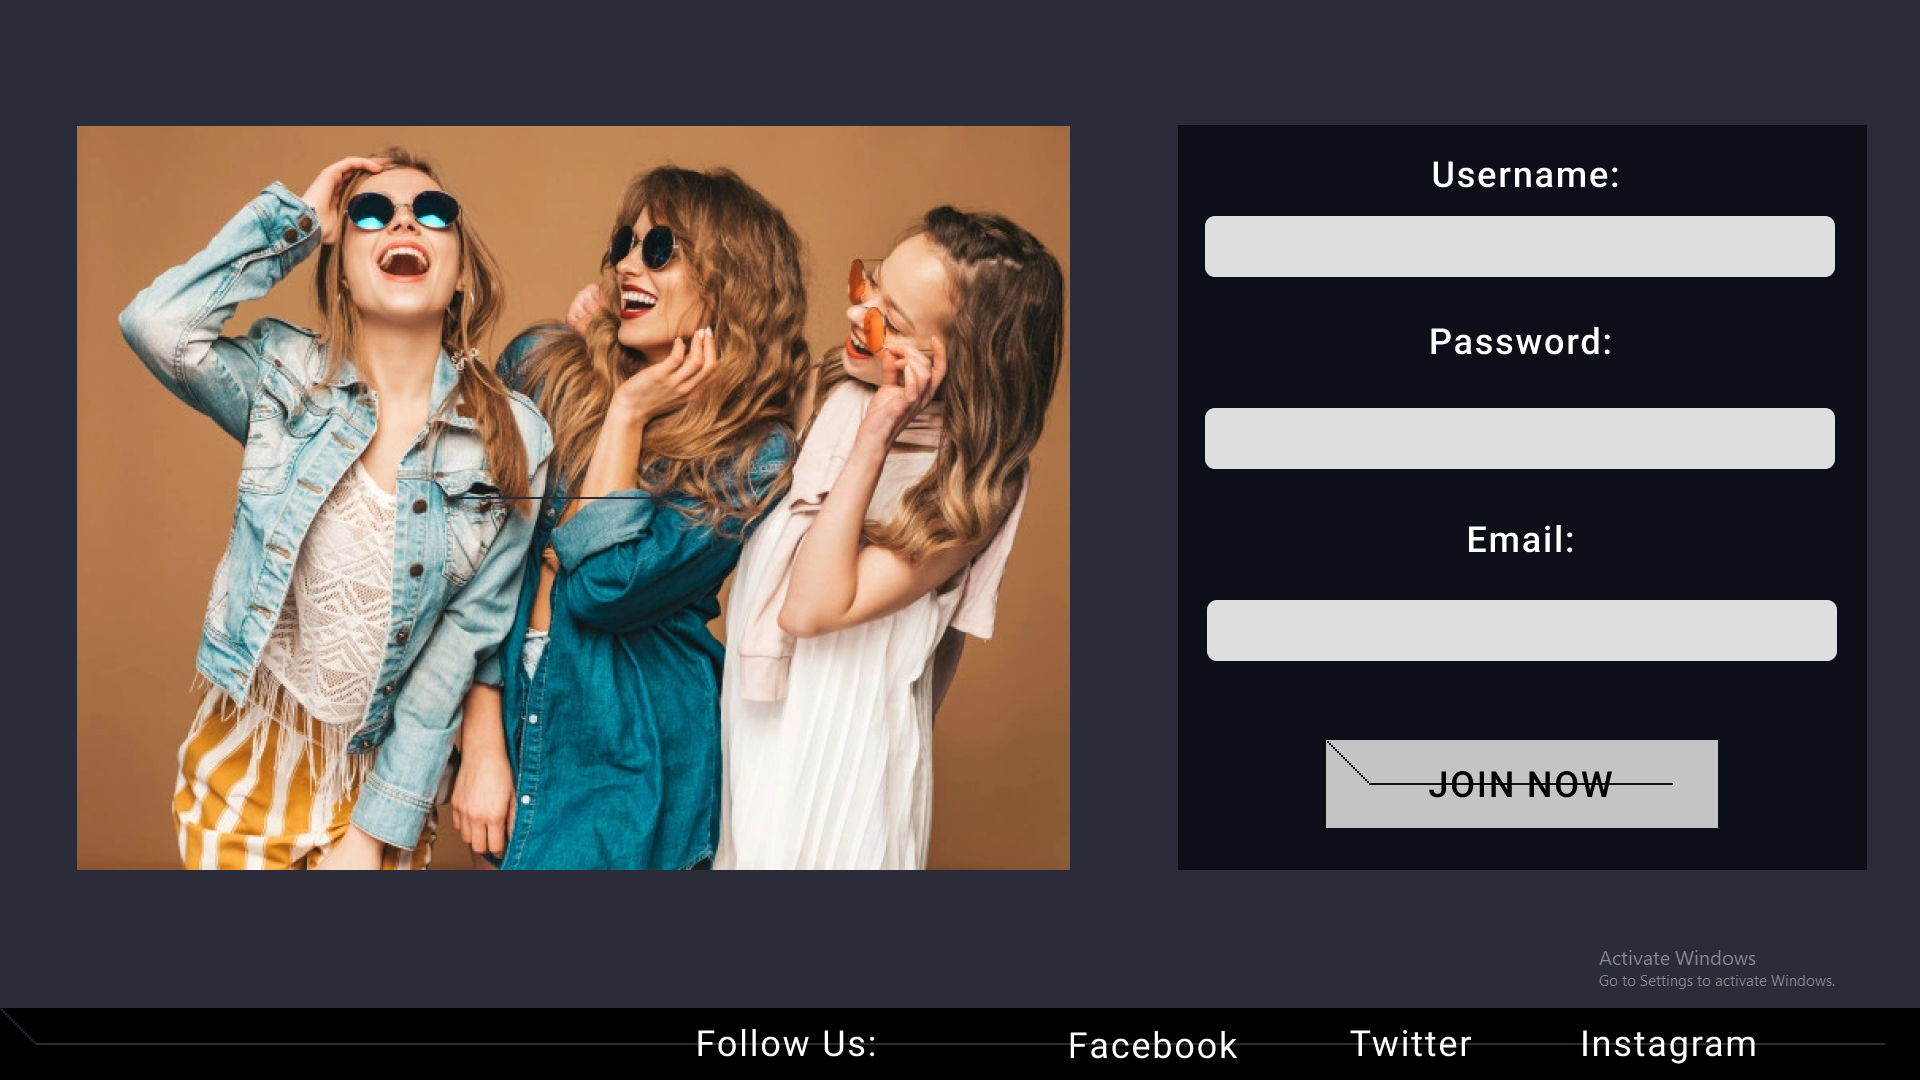 Username:
Password:
Email:
JOIN NOW
Activate Windows
Go to Settings to activate Windows.
Follow Us: Facebook Twitter Instagram